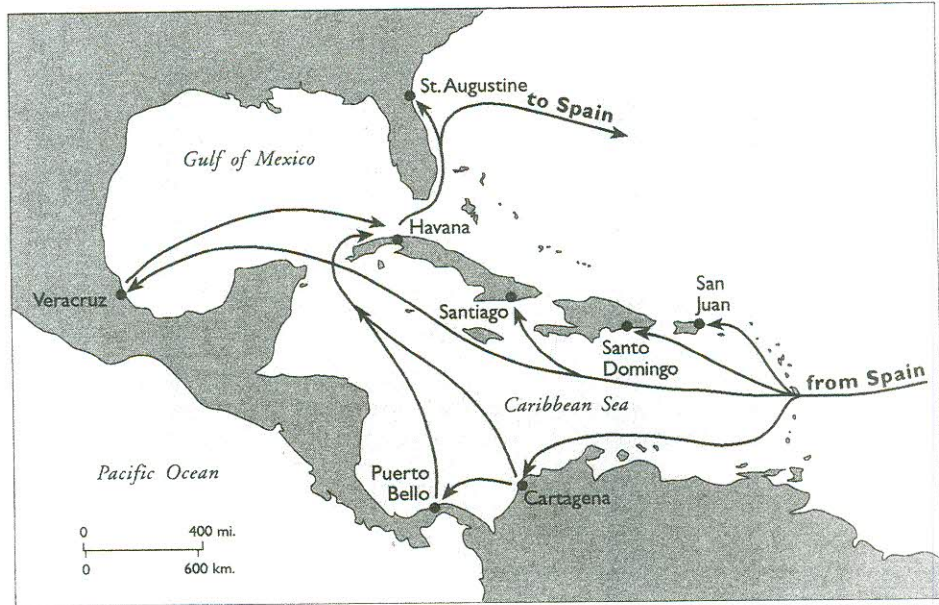 St. Augustine
to Spain
Gulf of Mexico
Havana
San
Juan
Veracruz
Santiago
Santo
Domingo
from Spain
Caribbean Sea
Pacific Ocean
Puerto
Bello
Cartagena
0 400 mi.
0 600 km.